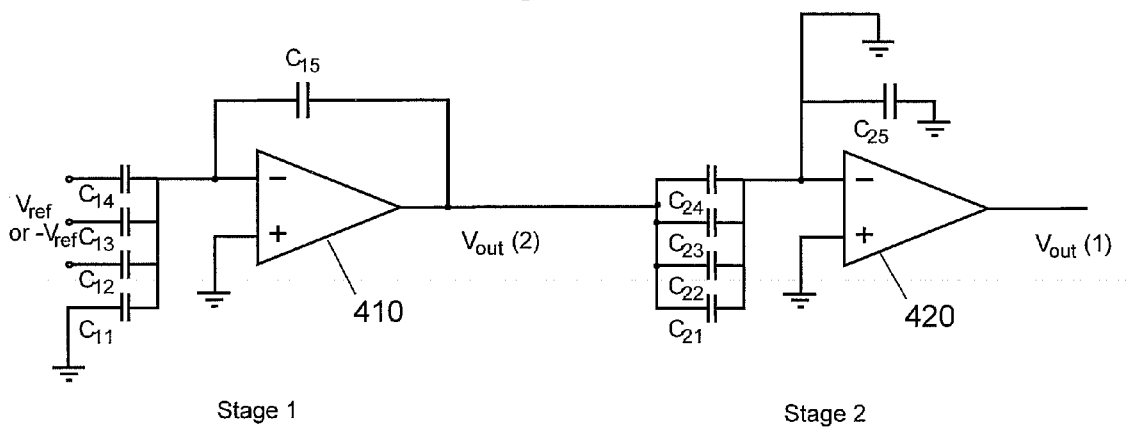 C15
C25
C14
Vref
or -Vref
C13
C12
C11
−
+
410
Vout (2)
C24
C23
C22
C21
−
+
420
Vout (1)
Stage 1
Stage 2